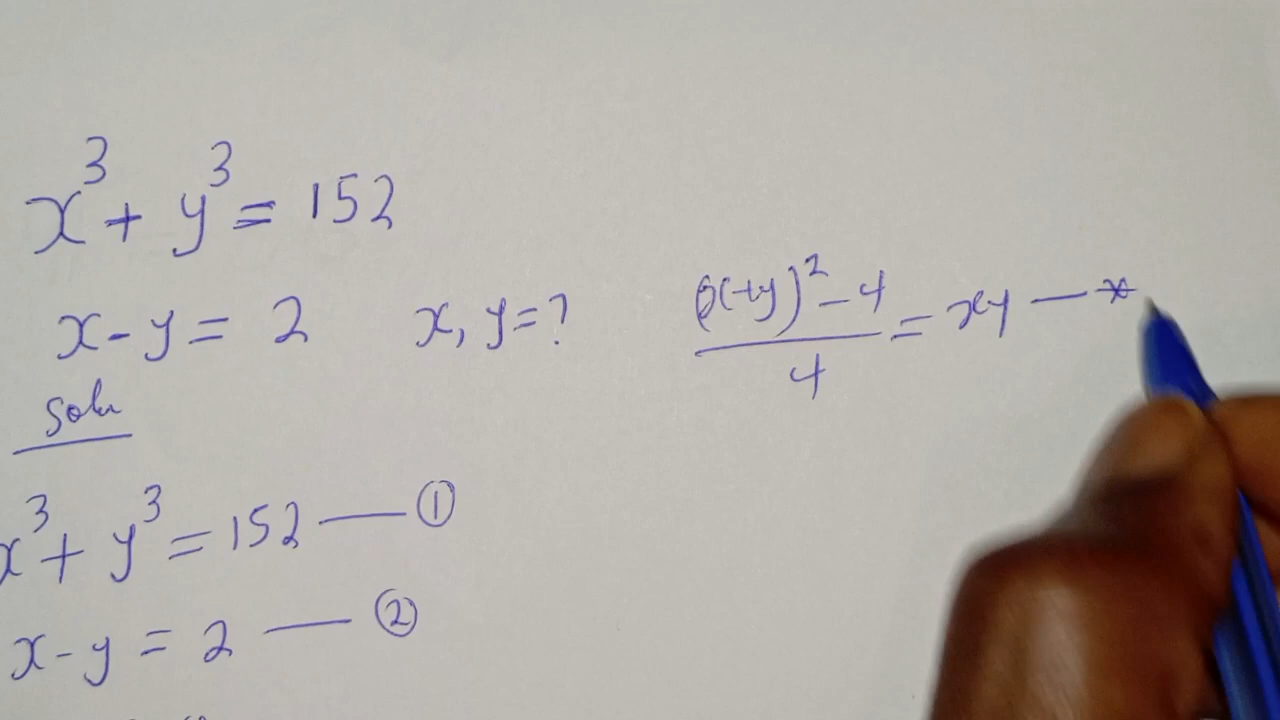 x³ + y³ = 152
x - y = 2    x, y = ?
Soln
x³ + y³ = 152 — ①
x - y = 2 — ②
((x+y)² - 4)/4 = xy — *